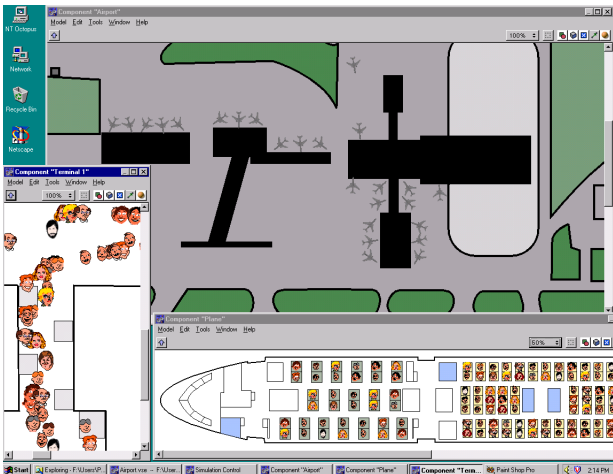 NT Octopus
Network
Recycle Bin
Netscape
Component "Airport"
Model Edit Tools Window Help
100%
Component "Terminal 1"
Model Edit Tools Window Help
100%
Component "Plane"
Model Edit Tools Window Help
50%
Start
Exploring - F:\Users\P...
Airport.vse -- F:\User...
Simulation Control
Component "Airport"
Component "Plane"
Component "Term...
Paint Shop Pro
2:14 PM